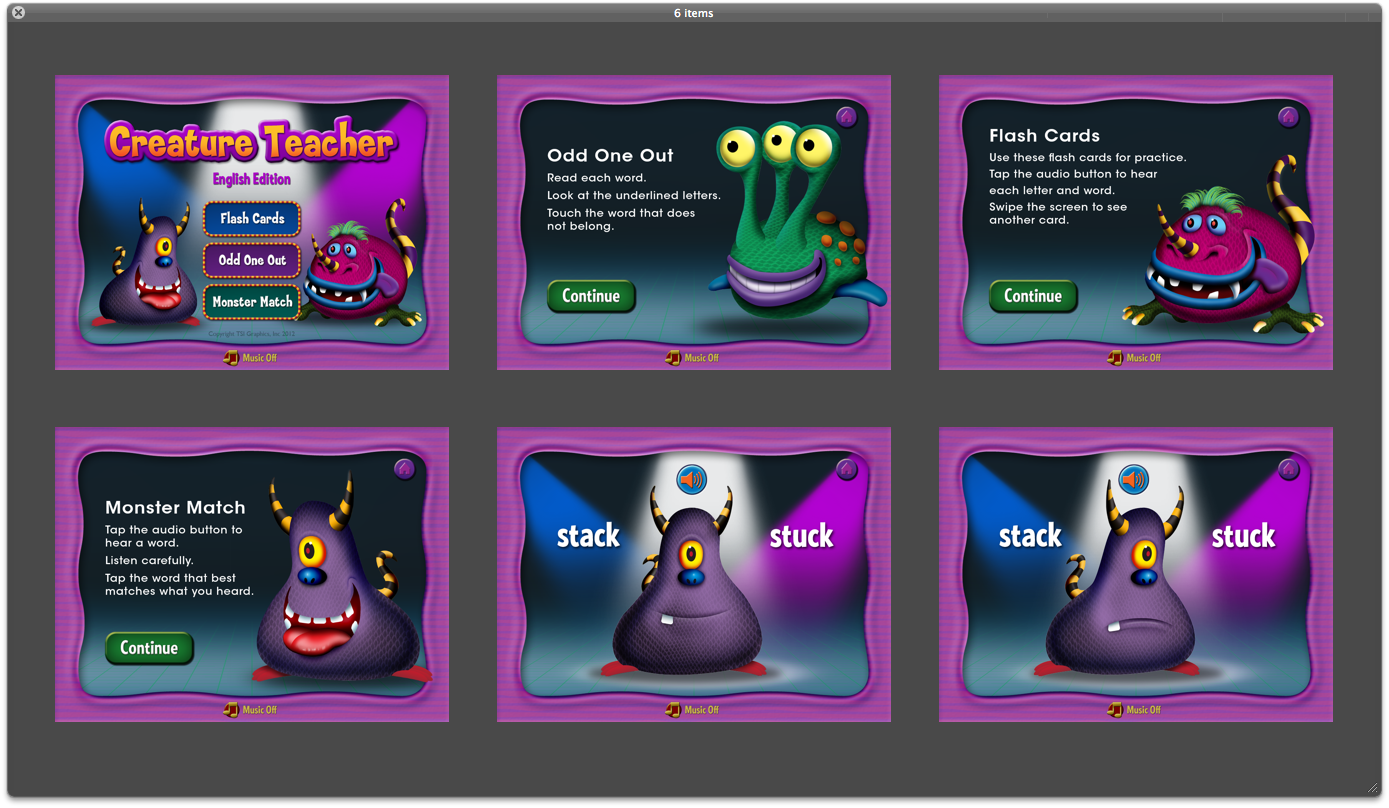 6 items
Creature Teacher
English Edition
Flash Cards
Odd One Out
Monster Match
Copyright TSI Graphics, Inc 2012
Music Off
Odd One Out
Read each word.
Look at the underlined letters.
Touch the word that does
not belong.
Continue
Music Off
Flash Cards
Use these flash cards for practice.
Tap the audio button to hear
each letter and word.
Swipe the screen to see
another card.
Continue
Music Off
Monster Match
Tap the audio button to
hear a word.
Listen carefully.
Tap the word that best
matches what you heard.
Continue
Music Off
stack stuck
Music Off
stack stuck
Music Off